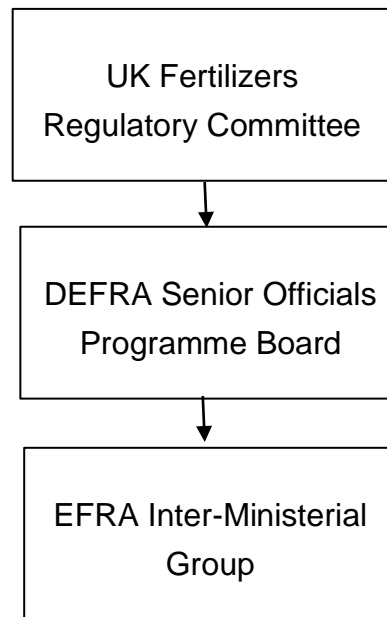 UK Fertilizers
Regulatory Committee
DEFRA Senior Officials
Programme Board
EFRA Inter-Ministerial
Group